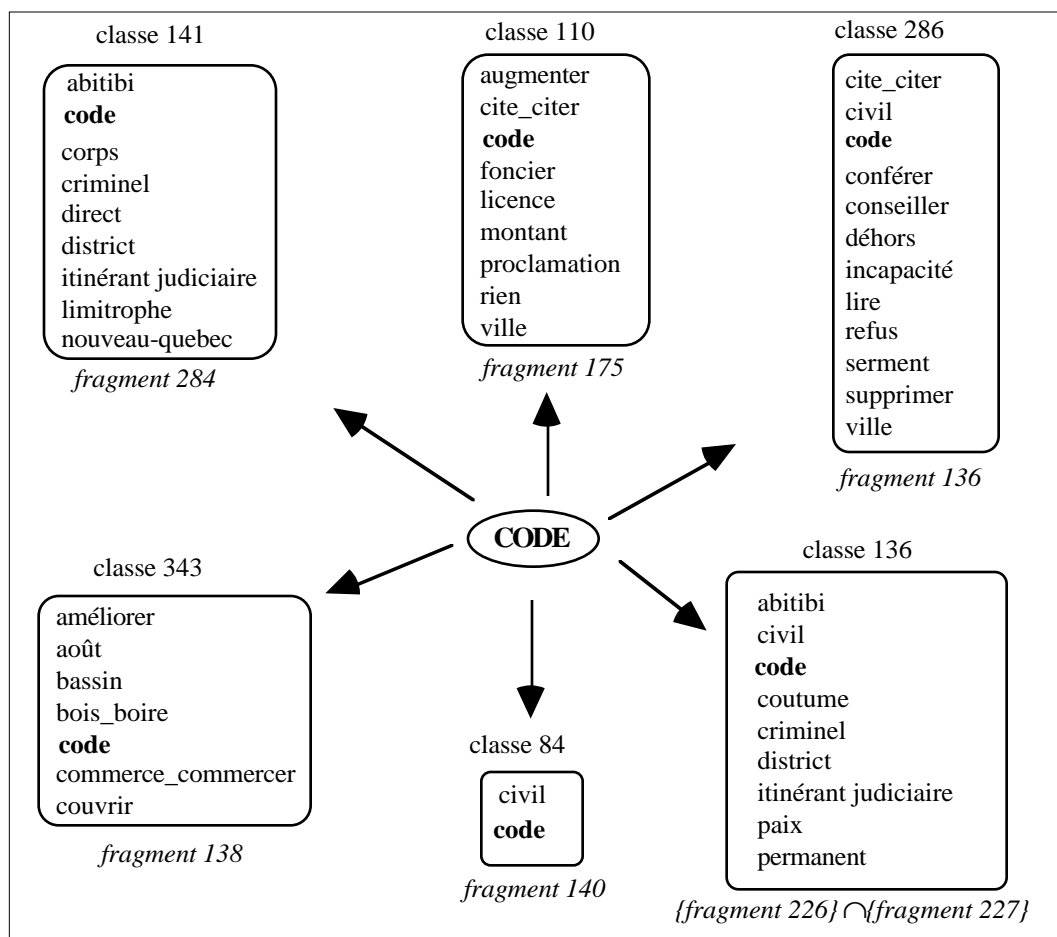 classe 141
abitibi
code
corps
criminel
direct
district
itinérant judiciaire
limitrophe
nouveau-quebec
fragment 284
classe 110
augmenter
cite_citer
code
foncier
licence
montant
proclamation
rien
ville
fragment 175
classe 286
cite_citer
civil
code
conférer
conseiller
déhors
incapacité
lire
refus
serment
supprimer
ville
fragment 136
CODE
classe 343
améliorer
août
bassin
bois_boire
code
commerce_commercer
couvrir
fragment 138
classe 84
civil
code
fragment 140
classe 136
abitibi
civil
code
coutume
criminel
district
itinérant judiciaire
paix
permanent
{fragment 226} ∩{fragment 227}